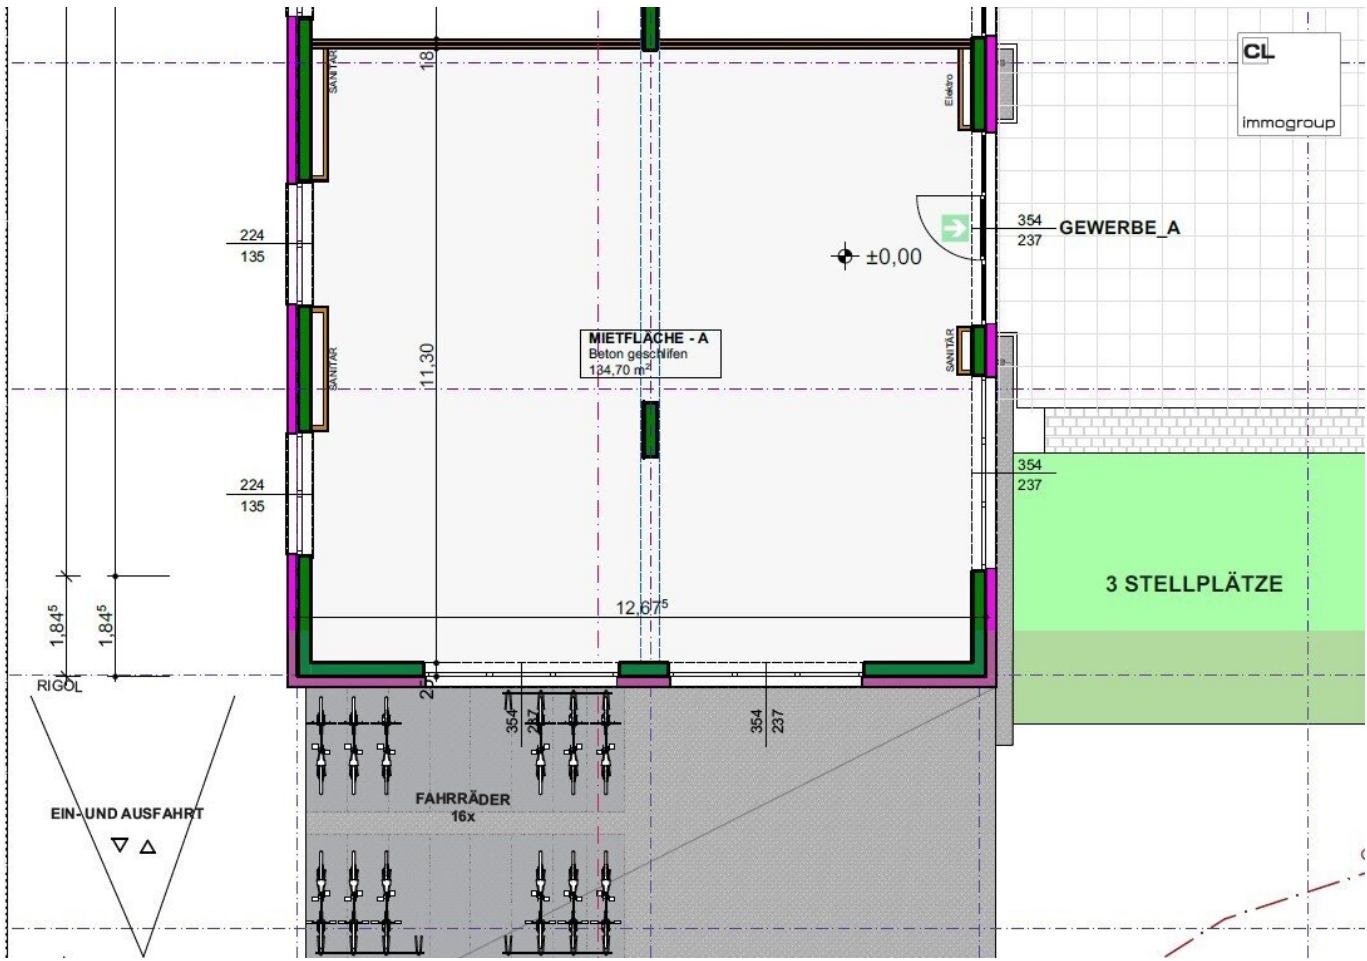 SANITÄR
18
Elektro
CL
immogroup
224
135
354
237
GEWERBE_A
±0,00
MIETFLÄCHE - A
Beton geschlifen
134,70 m²
11,30
SANITÄR
SANITÄR
224
135
354
237
3 STELLPLÄTZE
1,84⁵
1,84⁵
12,67⁵
RIGOL
354
237
354
237
FAHRRÄDER
16x
EIN- UND AUSFAHRT